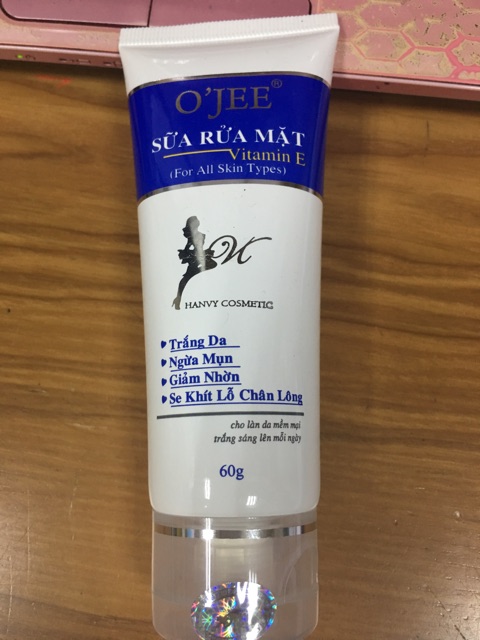 O'JEE®
SỮA RỬA MẶT
Vitamin E
(For All Skin Types)
HANVY COSMETIC
Trắng Da
Ngừa Mụn
Giảm Nhờn
Se Khít Lỗ Chân Lông
cho làn da mềm mại
trắng sáng lên mỗi ngày
60g